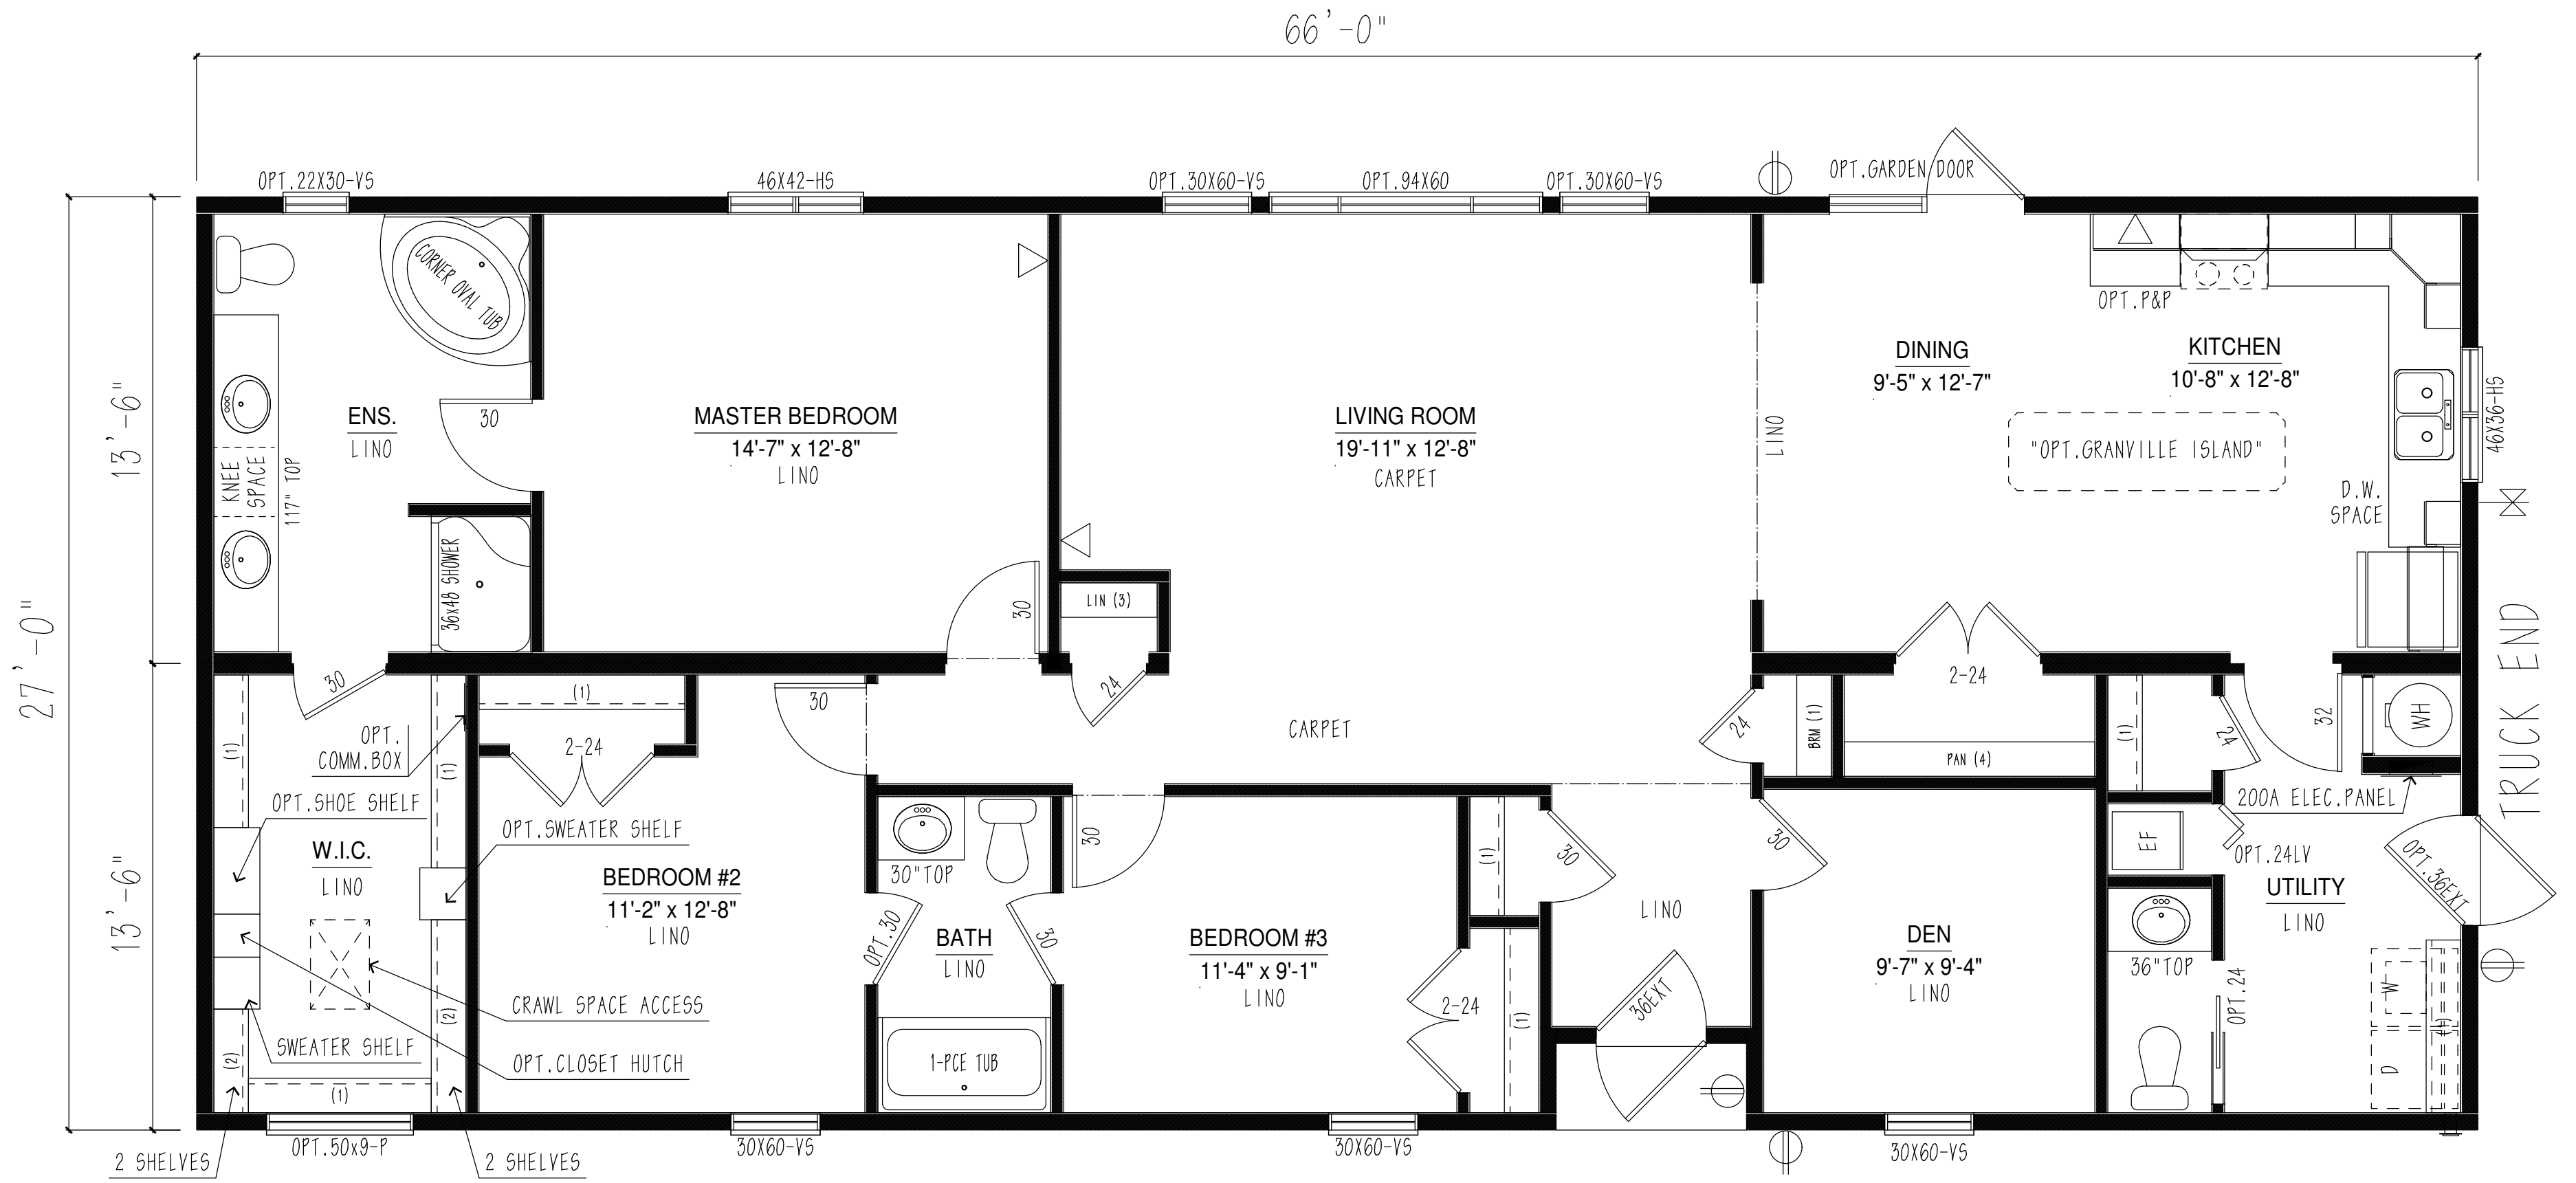 66'-0"
OPT.22X30-VS
46X42-HS
OPT.30X60-VS
OPT.94X60
OPT.30X60-VS
OPT.GARDEN DOOR
27'-0"
13'-6"
13'-6"
CORNER OVAL TUB
ENS.
LINO
30
KNEE
SPACE
117" TOP
36x48 SHOWER
MASTER BEDROOM
14'-7" x 12'-8"
LINO
30
LIN (3)
24
LIVING ROOM
19'-11" x 12'-8"
CARPET
LINO
DINING
9'-5" x 12'-7"
OPT.P&P
KITCHEN
10'-8" x 12'-8"
"OPT.GRANVILLE ISLAND"
D.W.
SPACE
46X36-HS
TRUCK END
30
(1)
OPT.
COMM.BOX
(1)
OPT.SHOE SHELF
W.I.C.
LINO
(1)
2-24
30
OPT.SWEATER SHELF
BEDROOM #2
11'-2" x 12'-8"
LINO
CRAWL SPACE ACCESS
SWEATER SHELF
OPT.CLOSET HUTCH
(2)
(2)
(1)
30"TOP
OPT.30
BATH
LINO
30
1-PCE TUB
CARPET
30
BEDROOM #3
11'-4" x 9'-1"
LINO
2-24
(1)
(1)
30
LINO
36EXT
24
BRM (1)
2-24
PAN (4)
30
DEN
9'-7" x 9'-4"
LINO
(1)
24
32
WH
200A ELEC.PANEL
EF
OPT.24LV
UTILITY
LINO
OPT.36EXT
36"TOP
OPT.24
W
D
(1)
2 SHELVES
OPT.50x9-P
2 SHELVES
30X60-VS
30X60-VS
30X60-VS